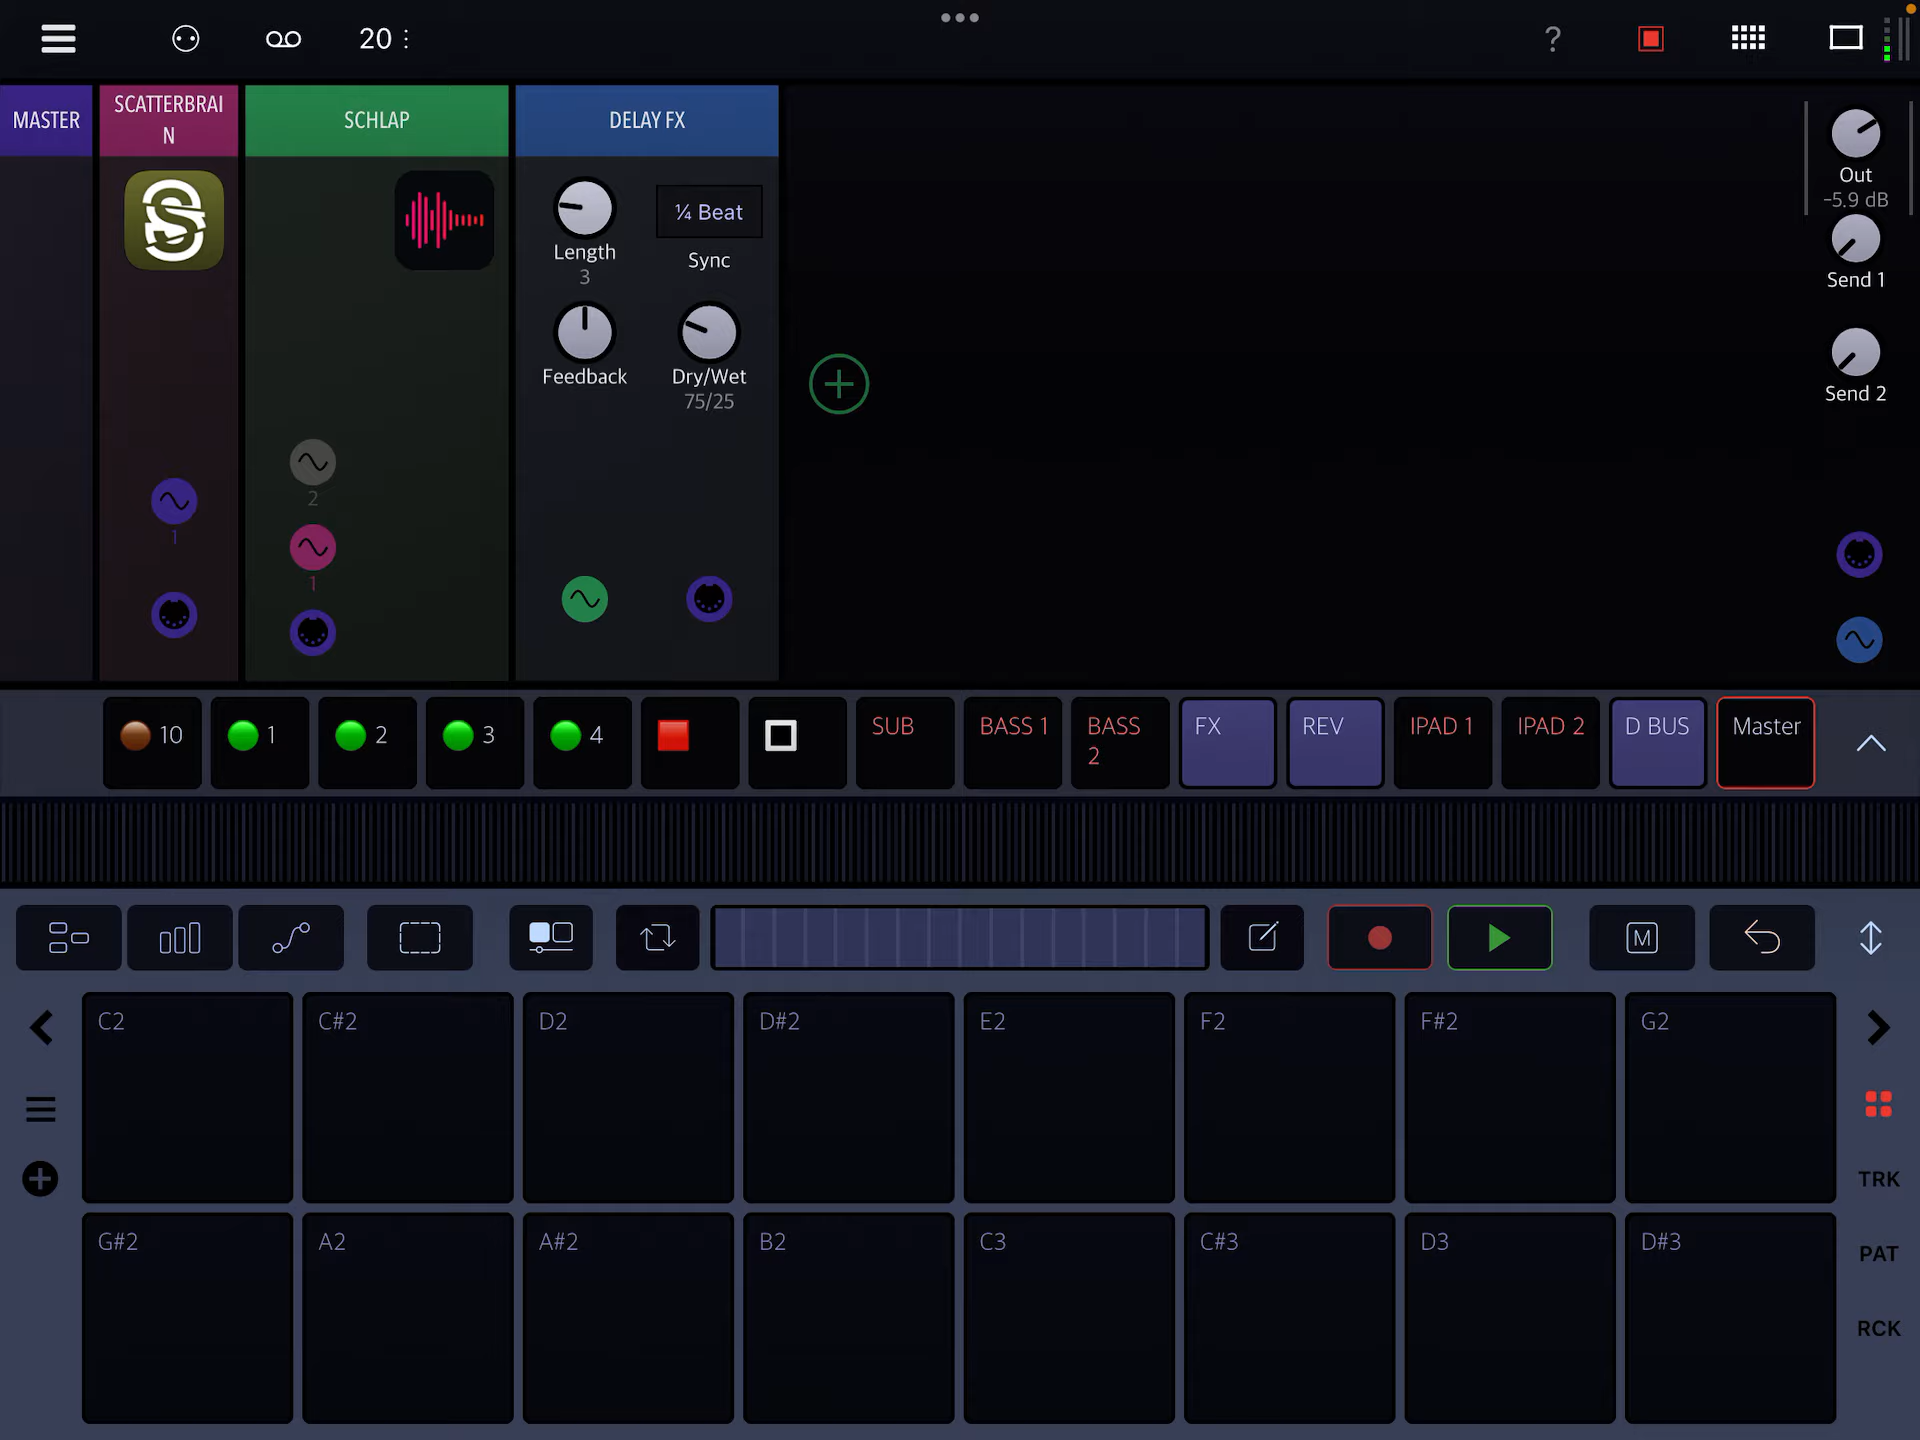 20
?
MASTER
SCATTERBRAI
N
SCHLAP
DELAY FX
Length
3
¼ Beat
Sync
Feedback
Dry/Wet
75/25
Out
-5.9 dB
Send 1
Send 2
2
1
1
10
1
2
3
4
SUB
BASS 1
BASS
2
FX
REV
IPAD 1
IPAD 2
D BUS
Master
M
C2
C#2
D2
D#2
E2
F2
F#2
G2
TRK
G#2
A2
A#2
B2
C3
C#3
D3
D#3
PAT
RCK